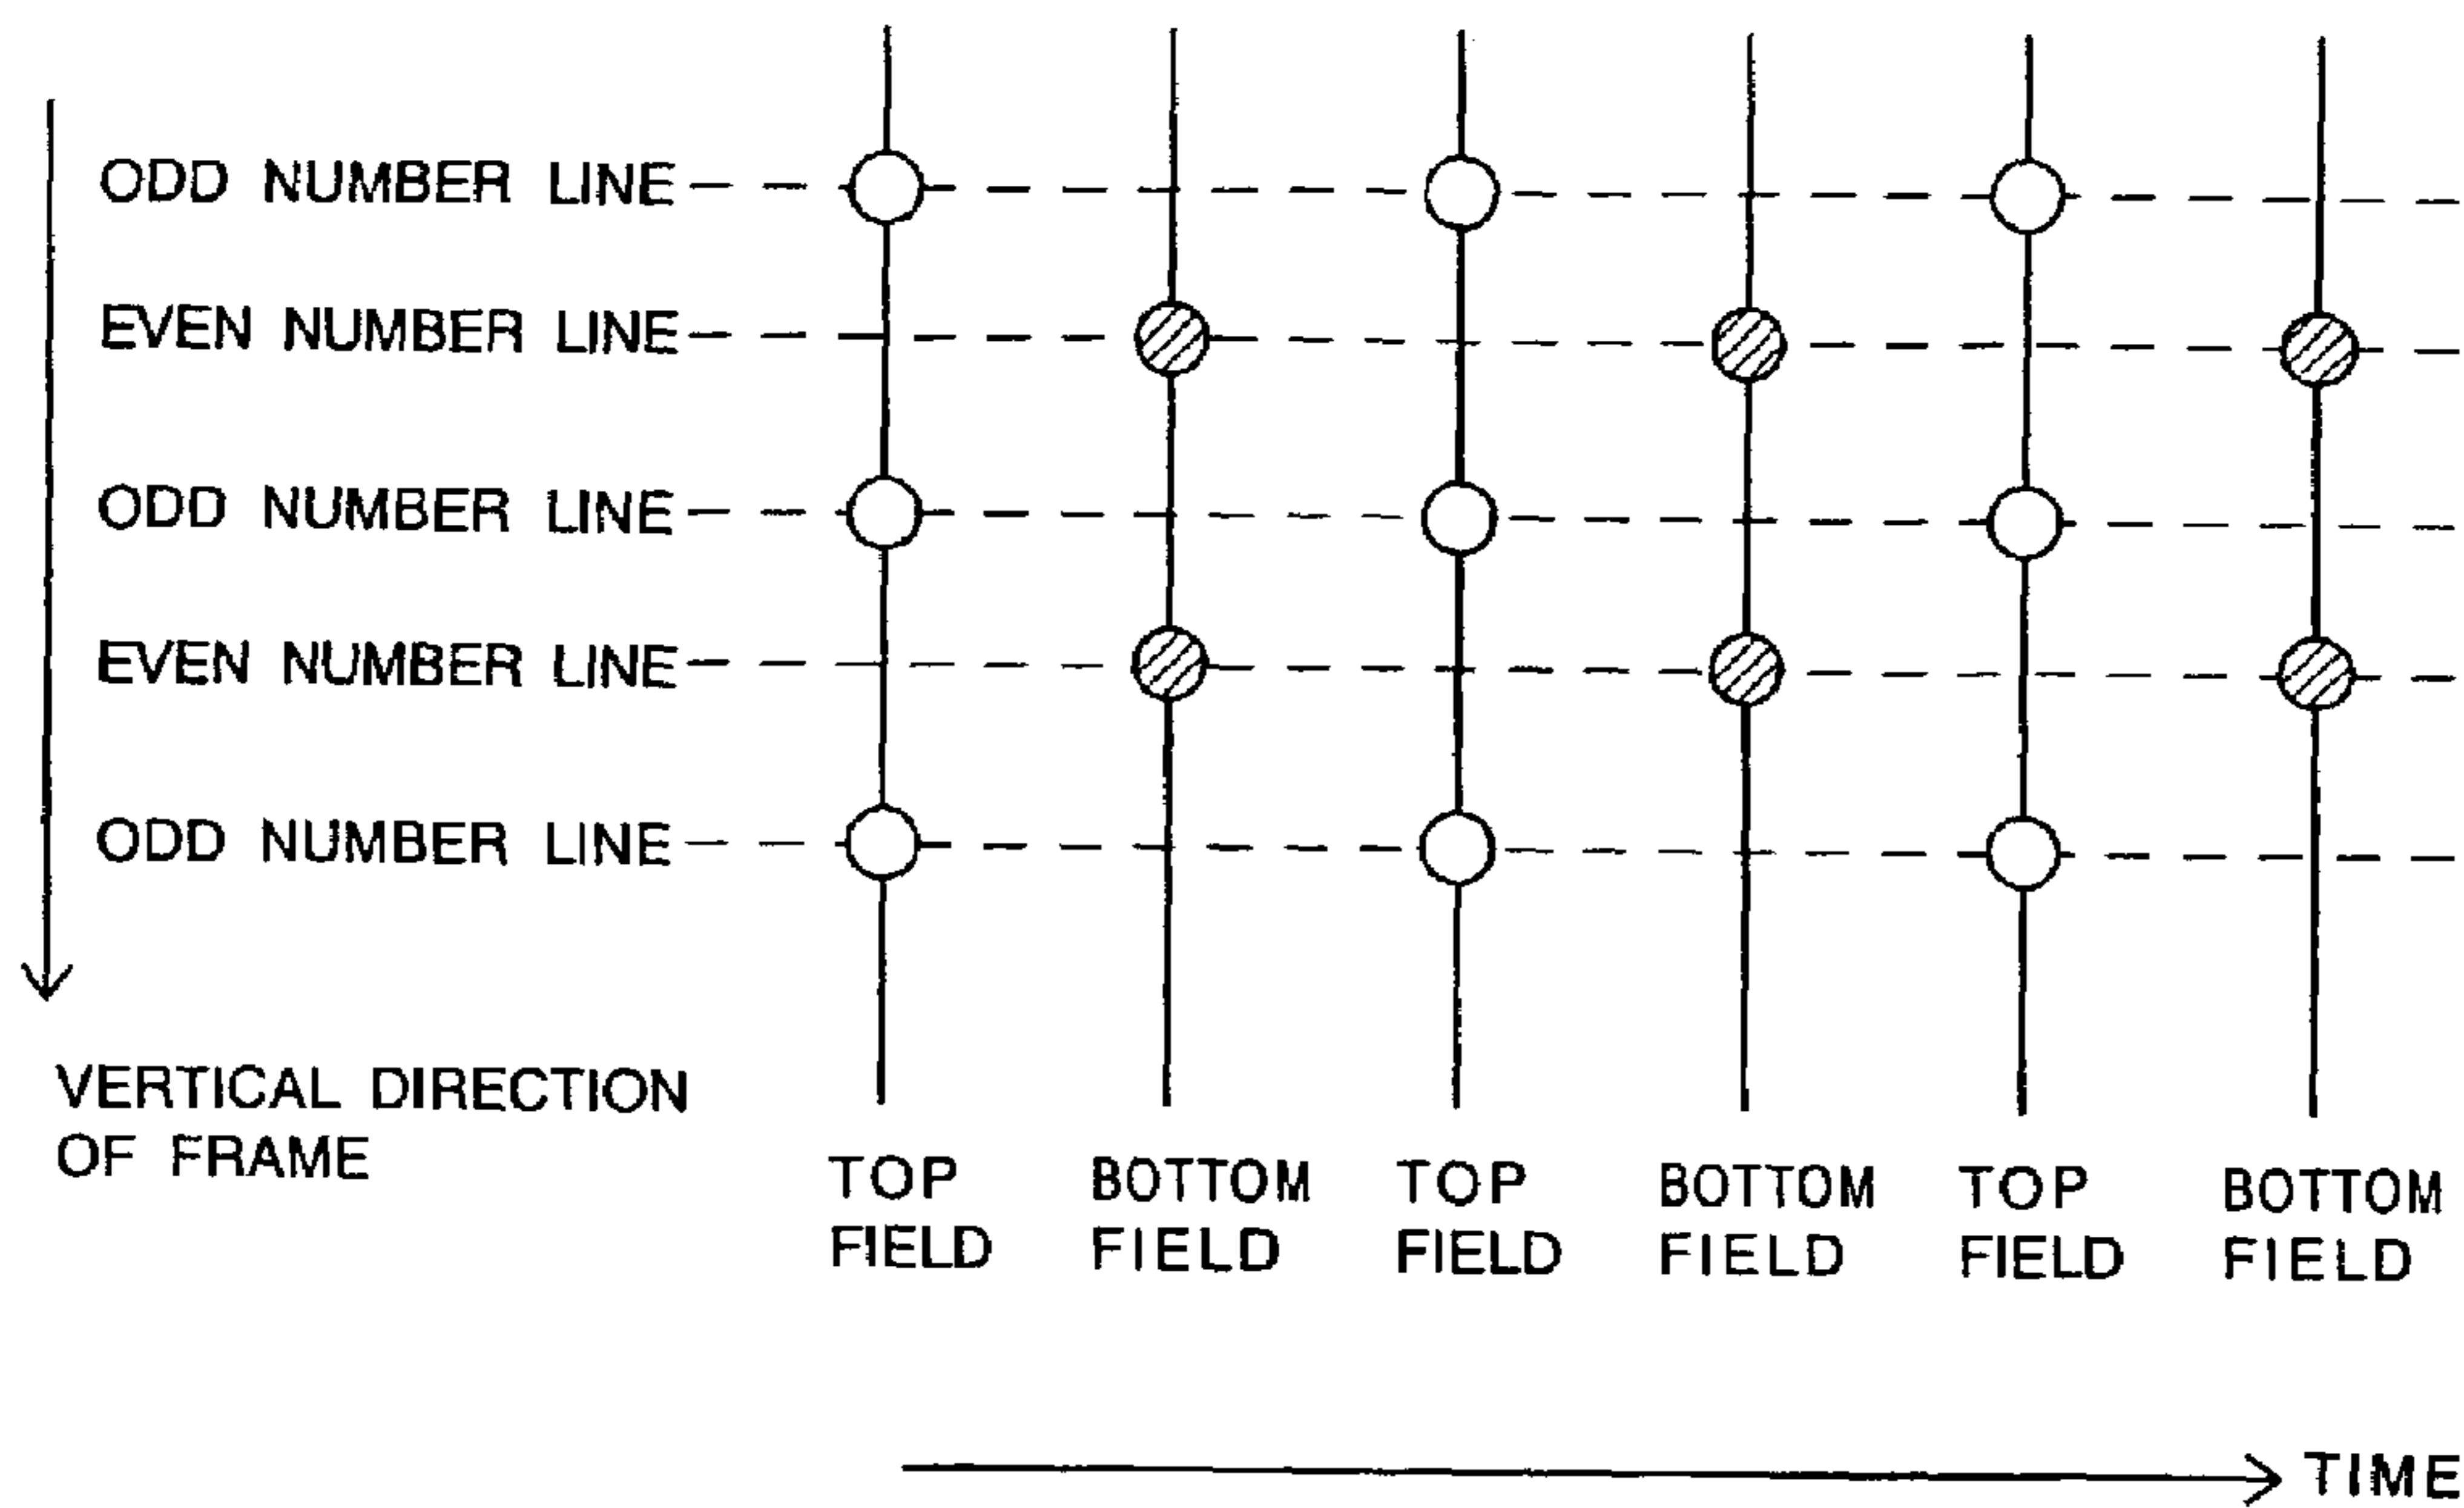 ODD NUMBER LINE
EVEN NUMBER LINE
ODD NUMBER LINE
EVEN NUMBER LINE
ODD NUMBER LINE
VERTICAL DIRECTION
OF FRAME
TOP
FIELD
BOTTOM
FIELD
TOP
FIELD
BOTTOM
FIELD
TOP
FIELD
BOTTOM
FIELD
TIME